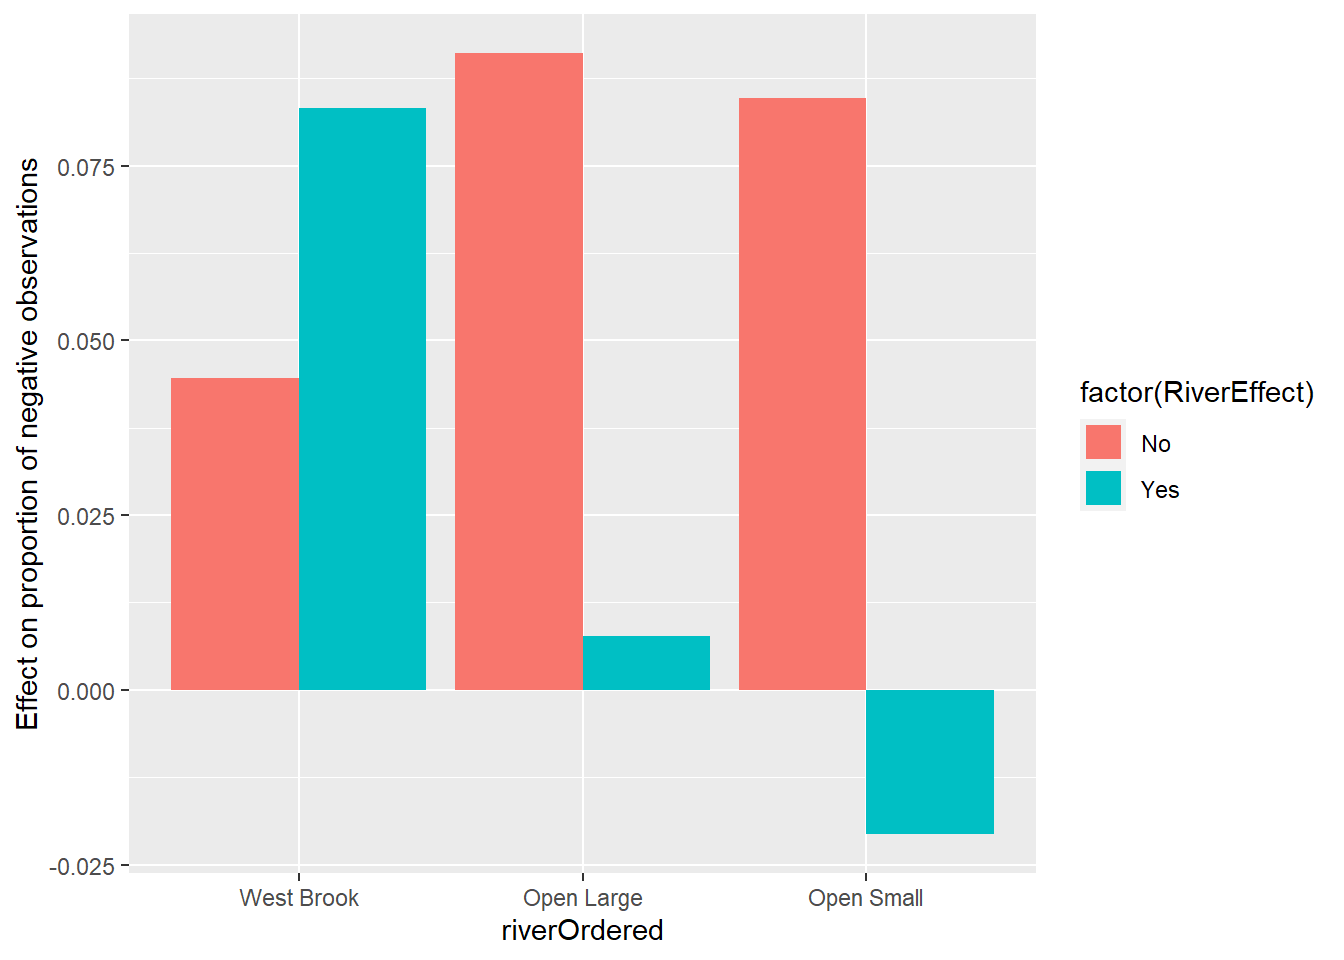 Effect on proportion of negative observations
0.075
0.050
0.025
0.000
-0.025
West Brook
Open Large
Open Small
riverOrdered
factor(RiverEffect)
No
Yes